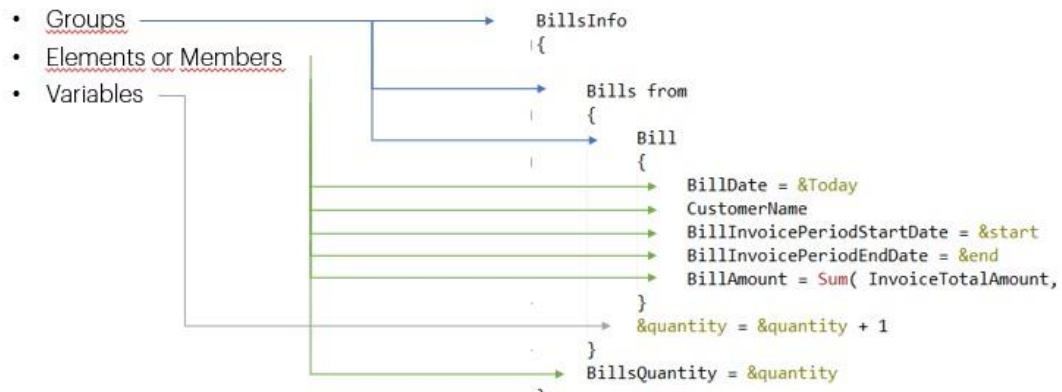 • Groups
• Elements or Members
• Variables
BillsInfo
{
Bills from
{
Bill
{
BillDate = &Today
CustomerName
BillInvoicePeriodStartDate = &start
BillInvoicePeriodEndDate = &end
BillAmount = Sum( InvoiceTotalAmount,
}
&quantity = &quantity + 1
}
BillsQuantity = &quantity
}